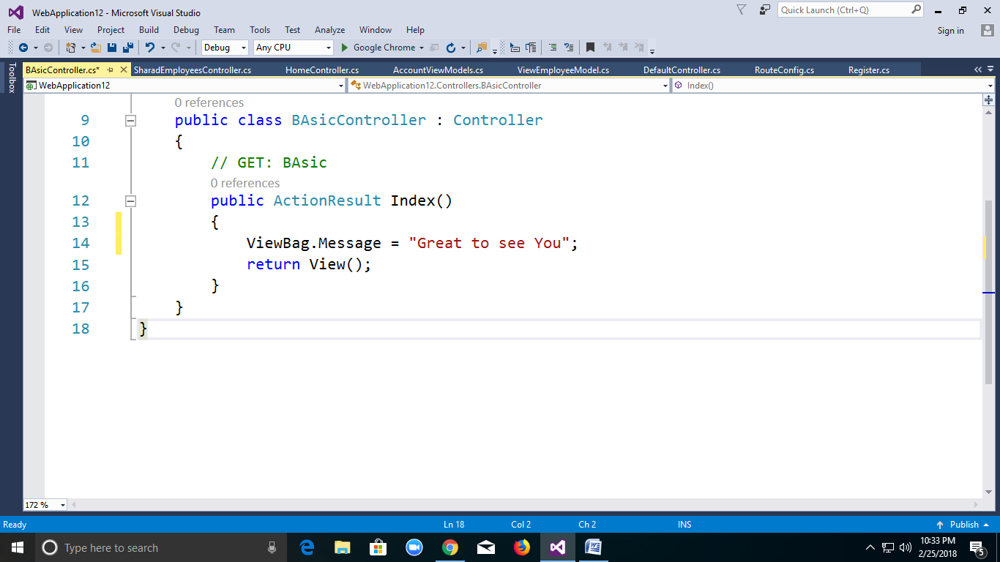 WebApplication12 - Microsoft Visual Studio
Quick Launch (Ctrl+Q)
File Edit View Project Build Debug Team Tools Test Analyze Window Help
Sign in
Debug Any CPU Google Chrome
Toolbox
BAsicController.cs* SharadEmployeesController.cs HomeController.cs AccountViewModels.cs ViewEmployeeModel.cs DefaultController.cs RouteConfig.cs Register.cs
WebApplication12 WebApplication12.Controllers.BAsicController Index()
0 references
9 public class BAsicController : Controller
10 {
11 // GET: BAsic
0 references
12 public ActionResult Index()
13 {
14 ViewBag.Message = "Great to see You";
15 return View();
16 }
17 }
18 }
172 %
Ready Ln 18 Col 2 Ch 2 INS Publish
Type here to search
10:33 PM
2/25/2018
5